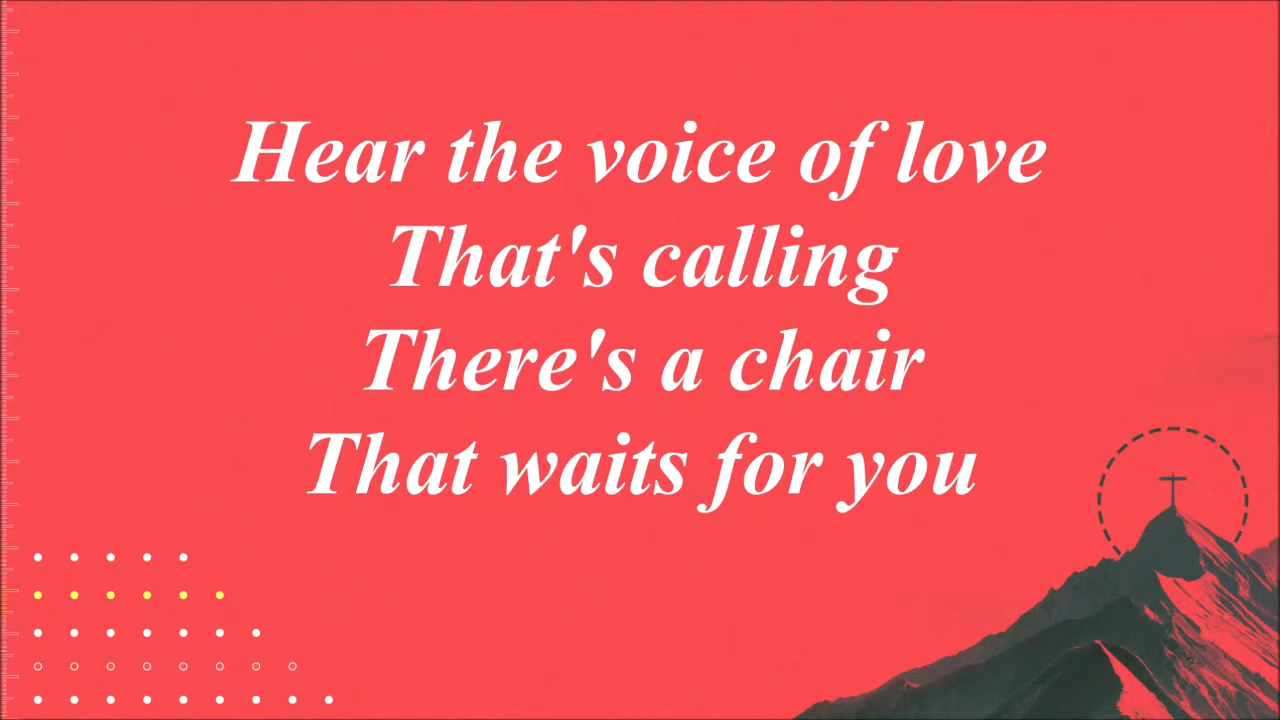 Hear the voice of love
That's calling
There's a chair
That waits for you